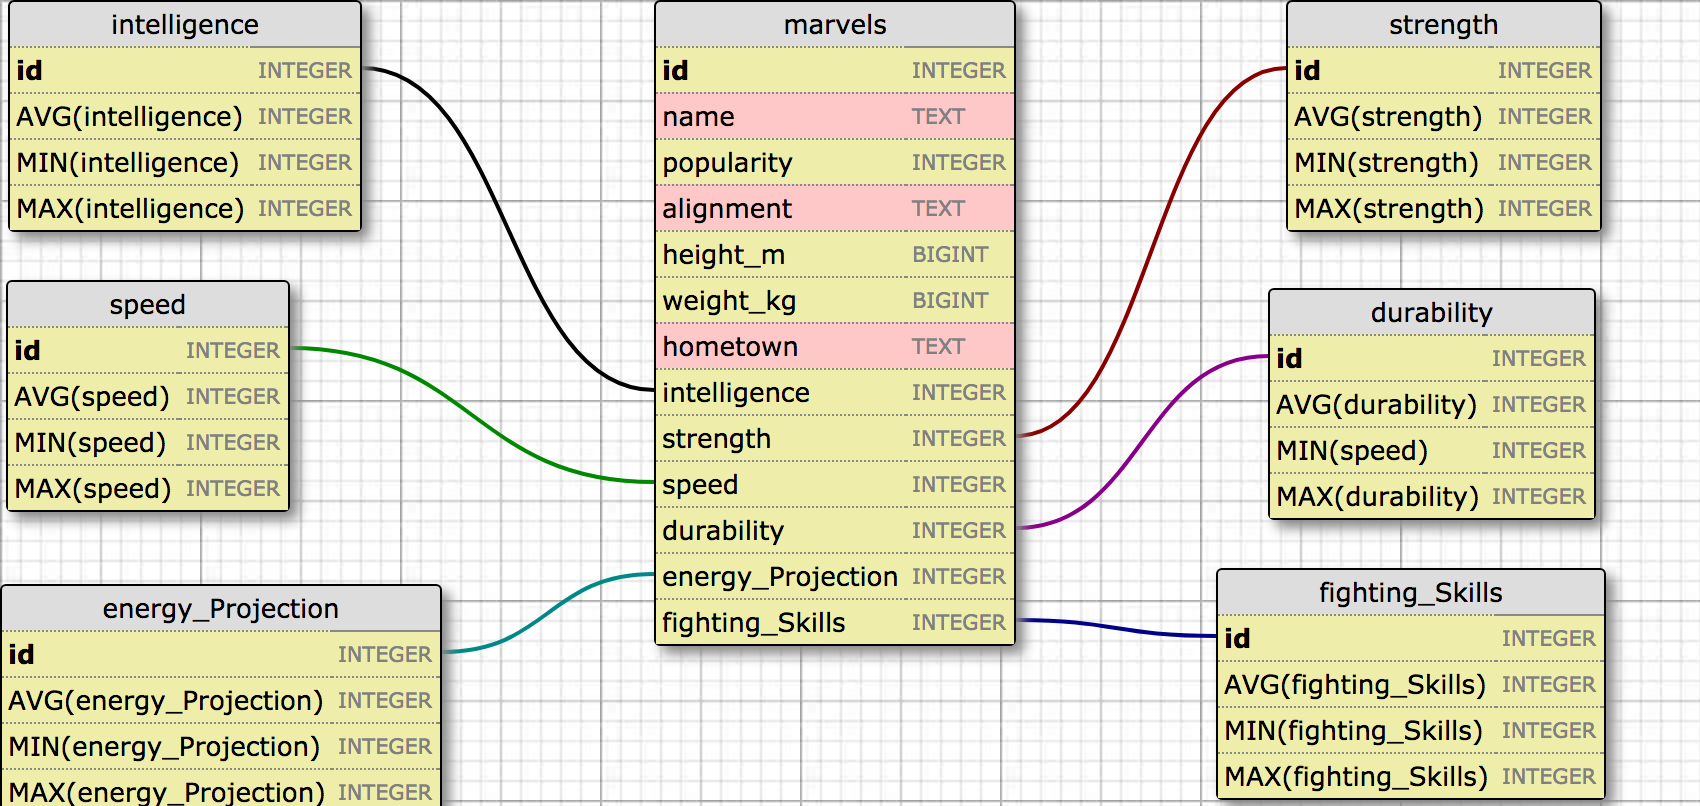 intelligence
id INTEGER
AVG(intelligence) INTEGER
MIN(intelligence) INTEGER
MAX(intelligence) INTEGER
speed
id INTEGER
AVG(speed) INTEGER
MIN(speed) INTEGER
MAX(speed) INTEGER
energy_Projection
id INTEGER
AVG(energy_Projection) INTEGER
MIN(energy_Projection) INTEGER
MAX(energy_Projection) INTEGER
marvels
id INTEGER
name TEXT
popularity INTEGER
alignment TEXT
height_m BIGINT
weight_kg BIGINT
hometown TEXT
intelligence INTEGER
strength INTEGER
speed INTEGER
durability INTEGER
energy_Projection INTEGER
fighting_Skills INTEGER
strength
id INTEGER
AVG(strength) INTEGER
MIN(strength) INTEGER
MAX(strength) INTEGER
durability
id INTEGER
AVG(durability) INTEGER
MIN(speed) INTEGER
MAX(durability) INTEGER
fighting_Skills
id INTEGER
AVG(fighting_Skills) INTEGER
MIN(fighting_Skills) INTEGER
MAX(fighting_Skills) INTEGER